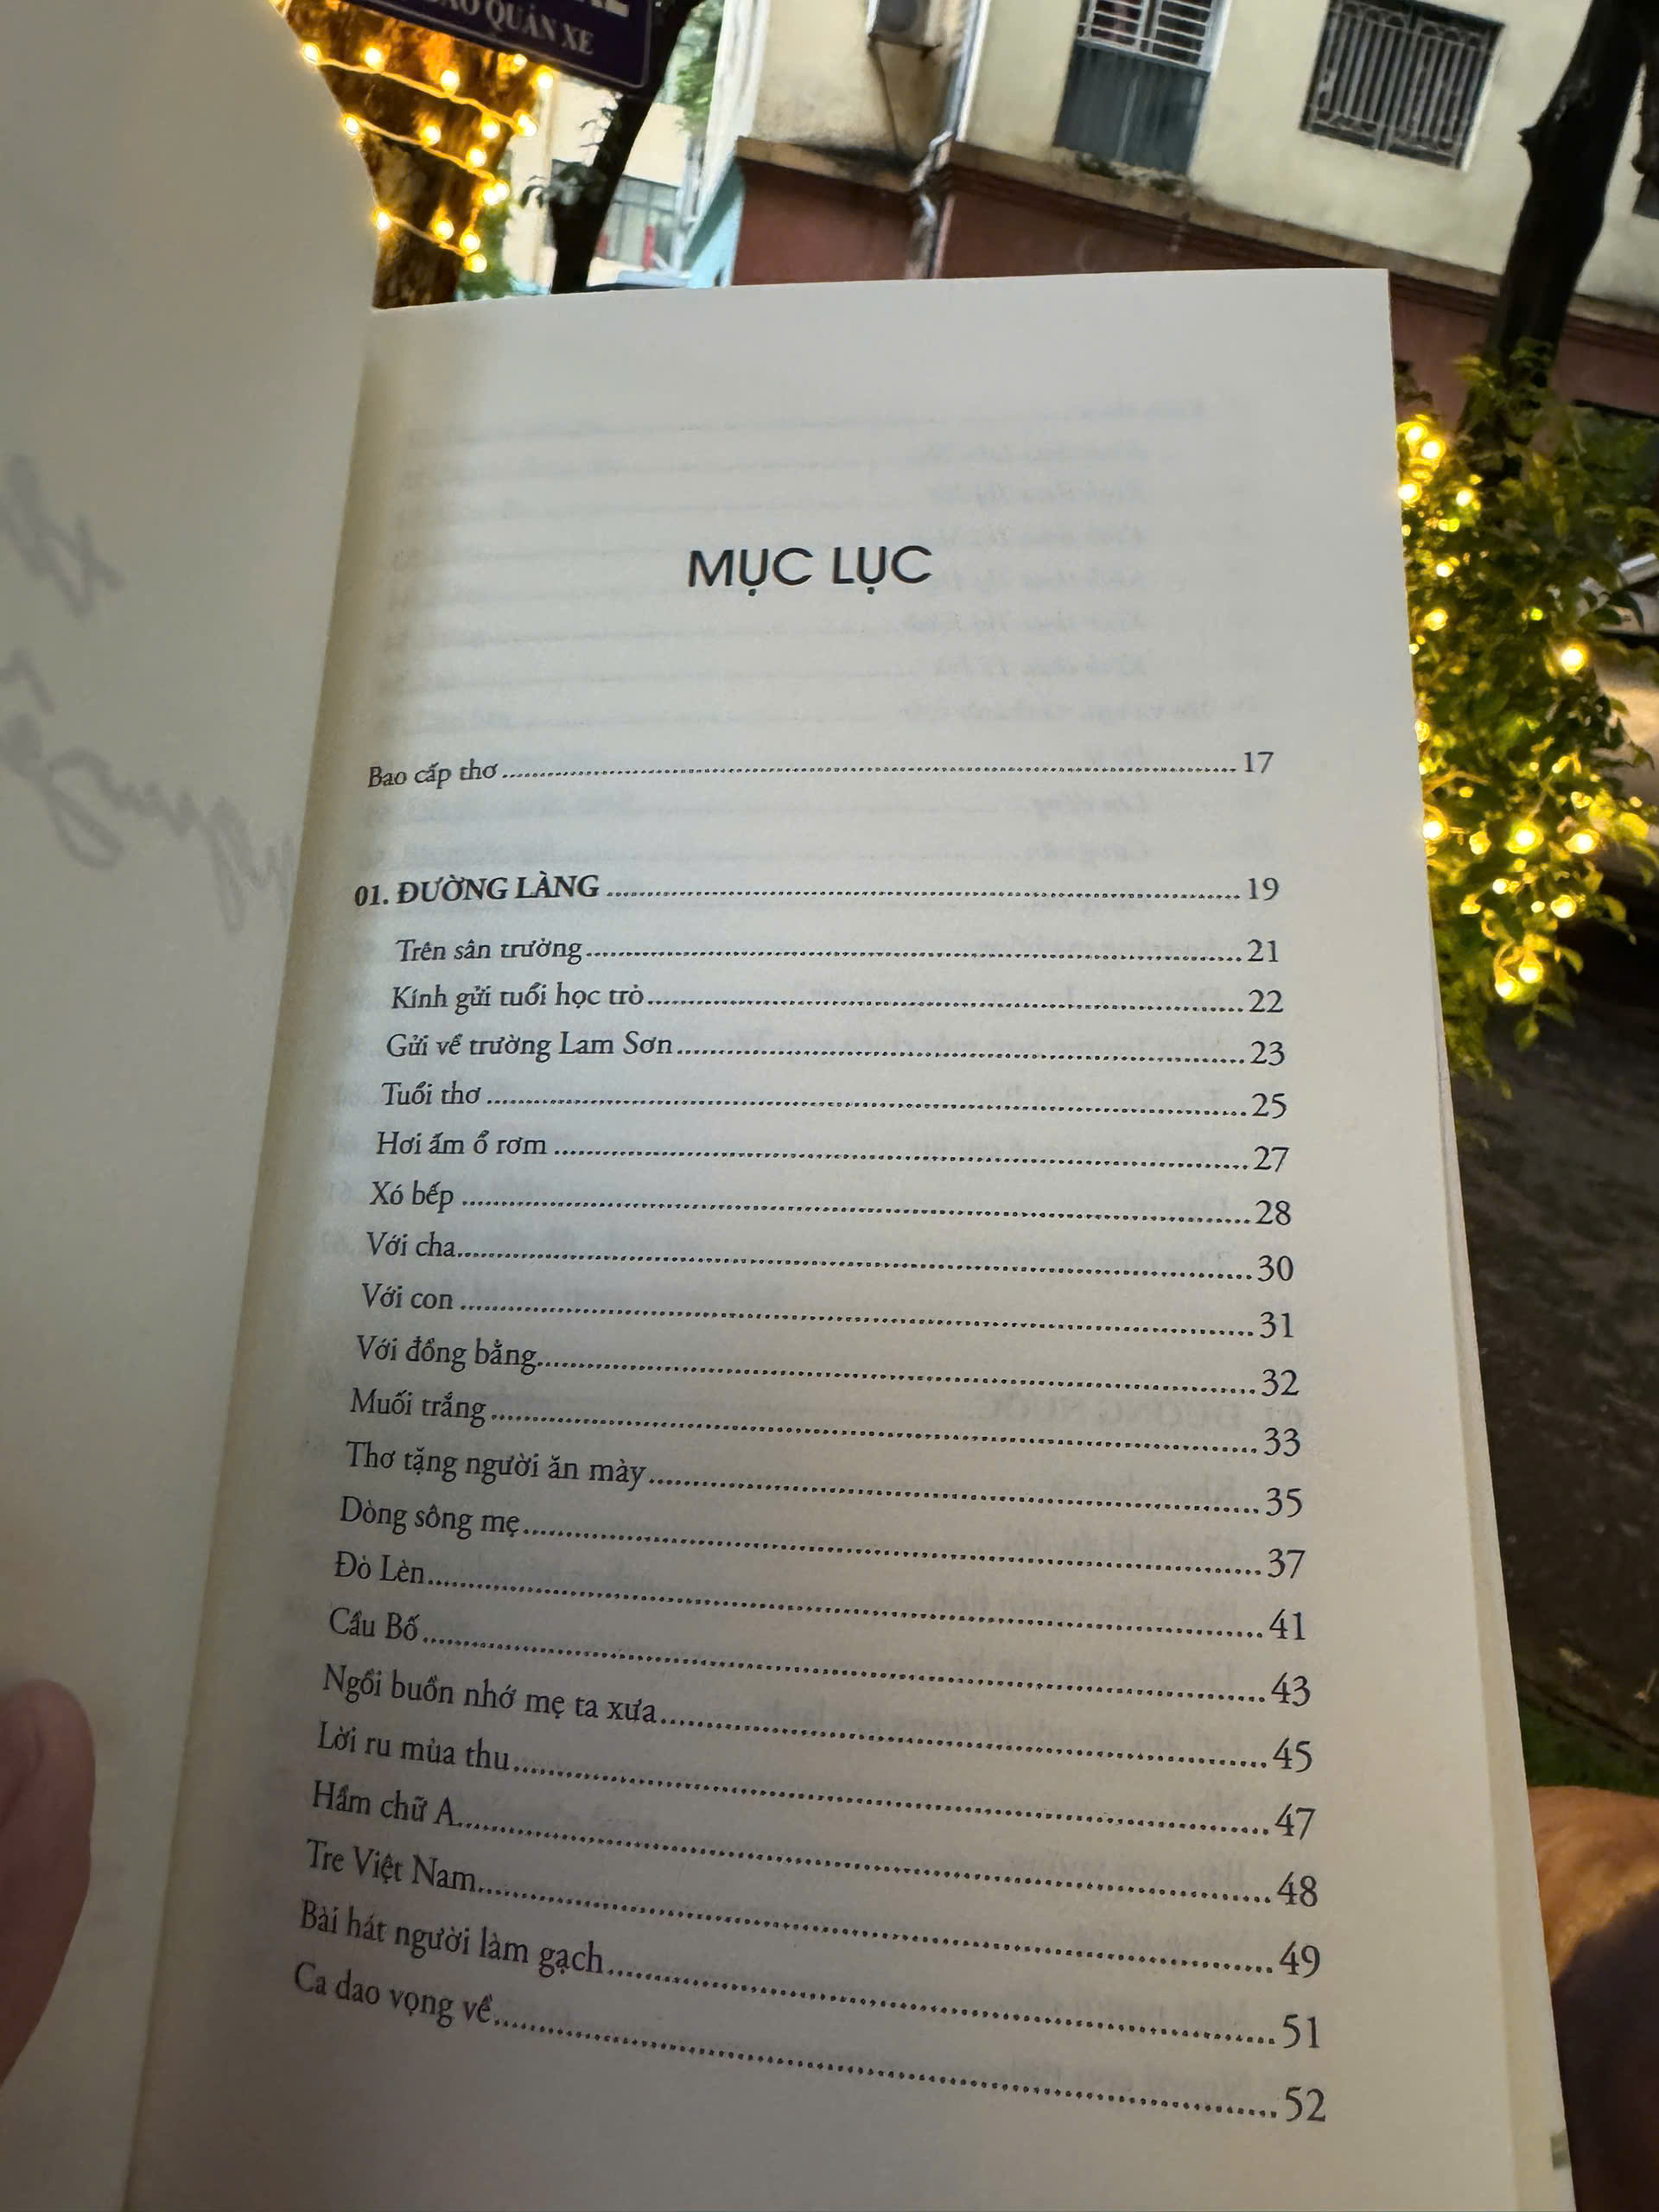 BẢO QUẢN XE
MỤC LỤC
Bao cấp thơ 17
01. ĐƯỜNG LÀNG 19
Trên sân trường 21
Kính gửi tuổi học trò 22
Gửi về trường Lam Sơn 23
Tuổi thơ 25
Hơi ấm ổ rơm 27
Xó bếp 28
Với cha 30
Với con 31
Với đồng bằng 32
Muối trắng 33
Thơ tặng người ăn mày 35
Dòng sông mẹ 37
Đò Lèn 41
Cầu Bố 43
Ngồi buồn nhớ mẹ ta xưa 45
Lời ru mùa thu 47
Hầm chữ A 48
Tre Việt Nam 49
Bài hát người làm gạch 51
Ca dao vọng về 52